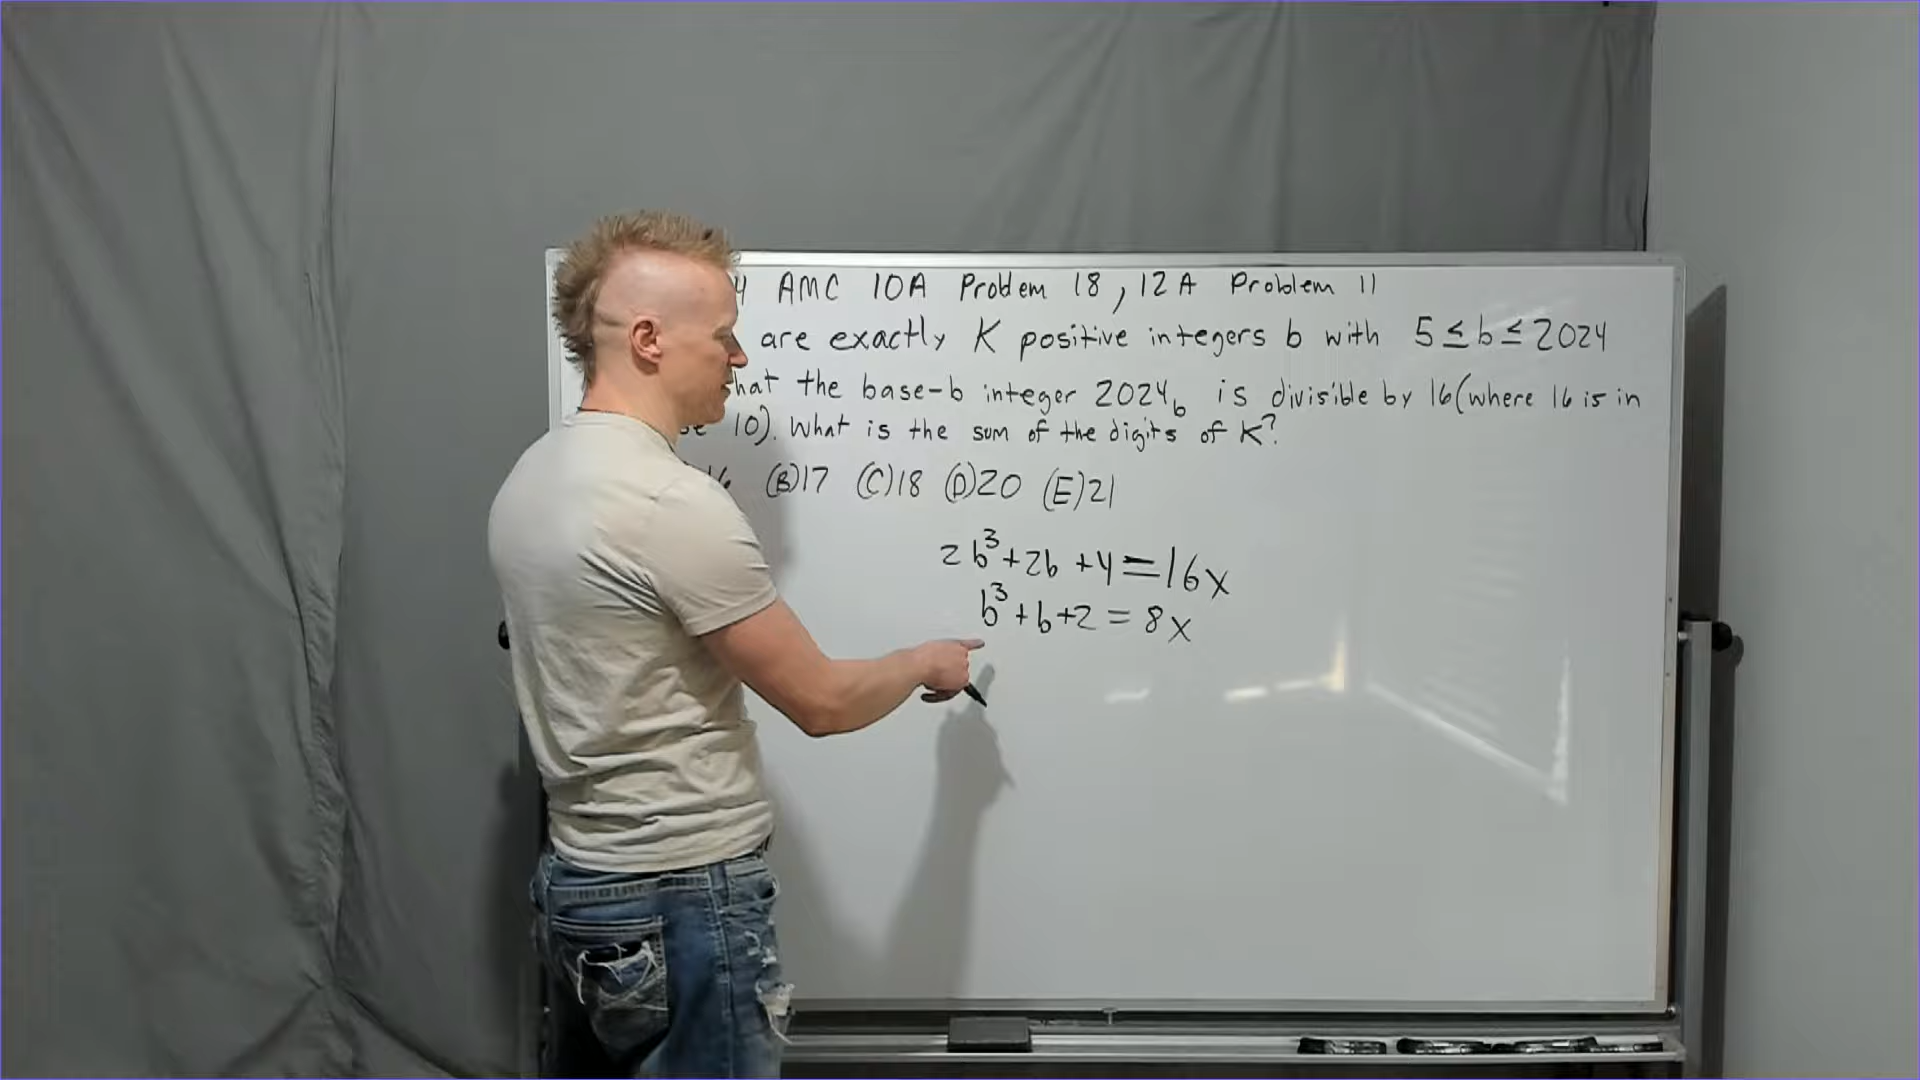 4 AMC 10A Problem 18, 12A Problem 11
are exactly K positive integers b with 5≤b≤2024
hat the base-b integer 2024_b is divisible by 16(where 16 is in
10). What is the sum of the digits of K?
(B)17 (C)18 (D)20 (E)21
2b³+2b+4=16x
b³+b+2=8x